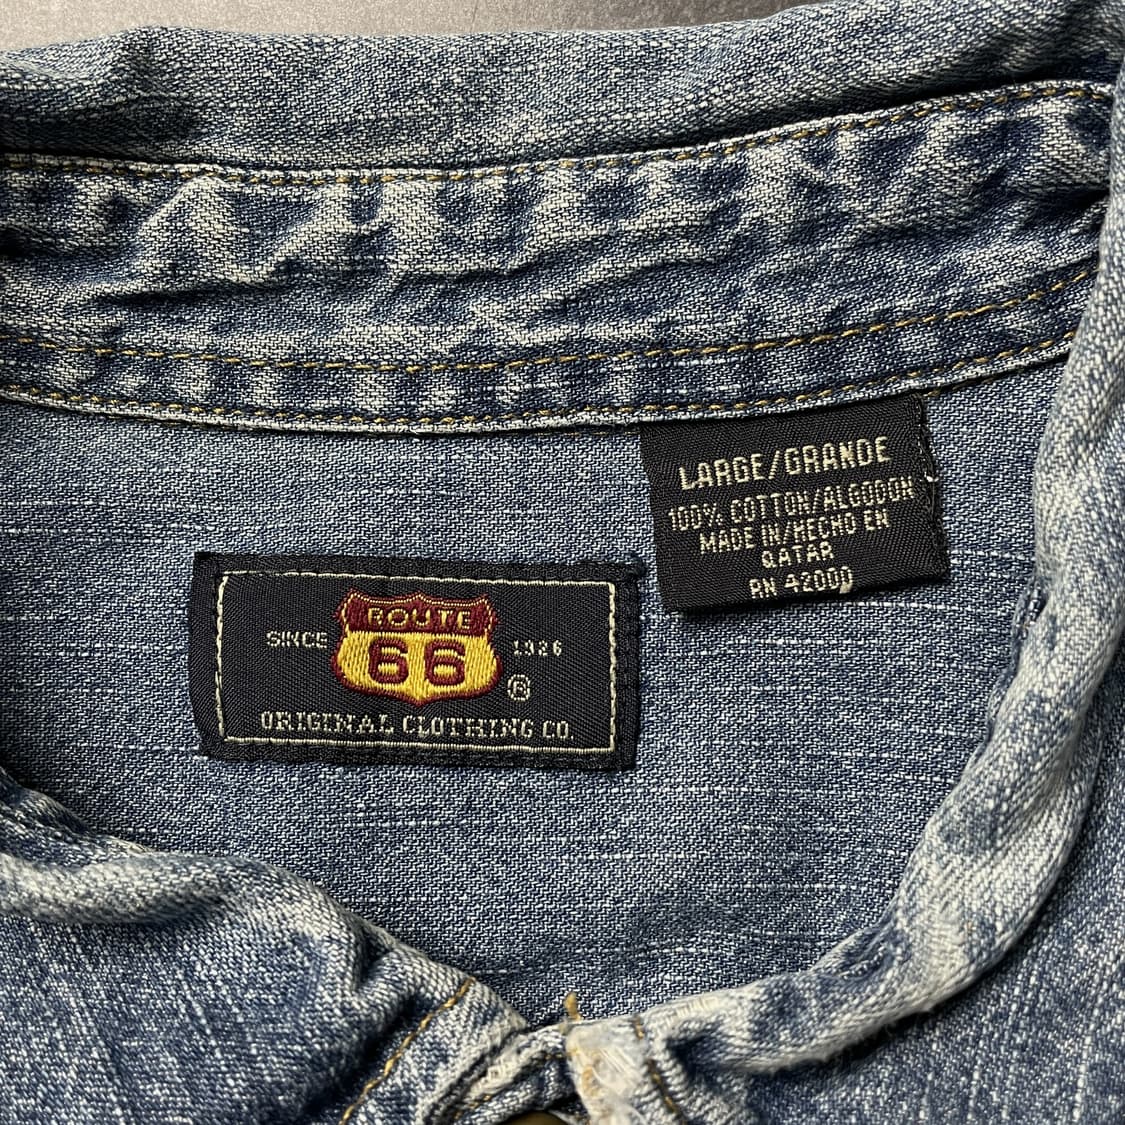 LARGE/GRANDE
100% COTTON/ALGODON
MADE IN/HECHO EN
QATAR
RN 42000
ROUTE
SINCE 66 1926
®
ORIGINAL CLOTHING CO.